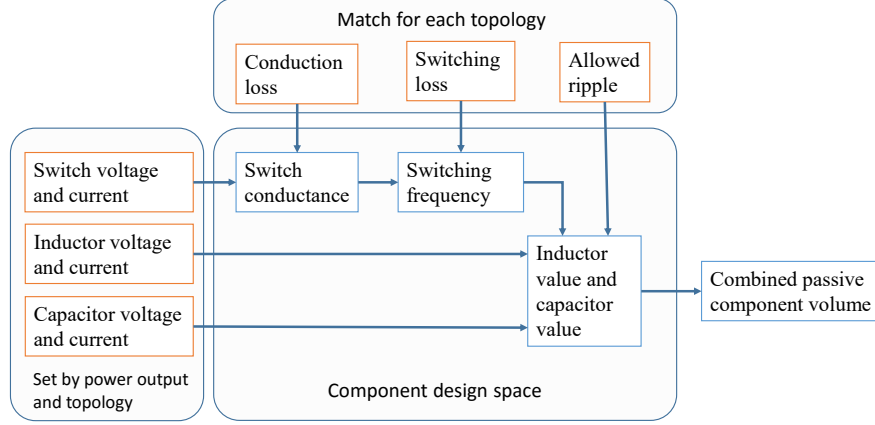 Match for each topology
Conduction
loss
Switching
loss
Allowed
ripple
Switch voltage
and current
Switch
conductance
Switching
frequency
Inductor voltage
and current
Inductor
value and
capacitor
value
Combined passive
component volume
Capacitor voltage
and current
Set by power output
and topology
Component design space